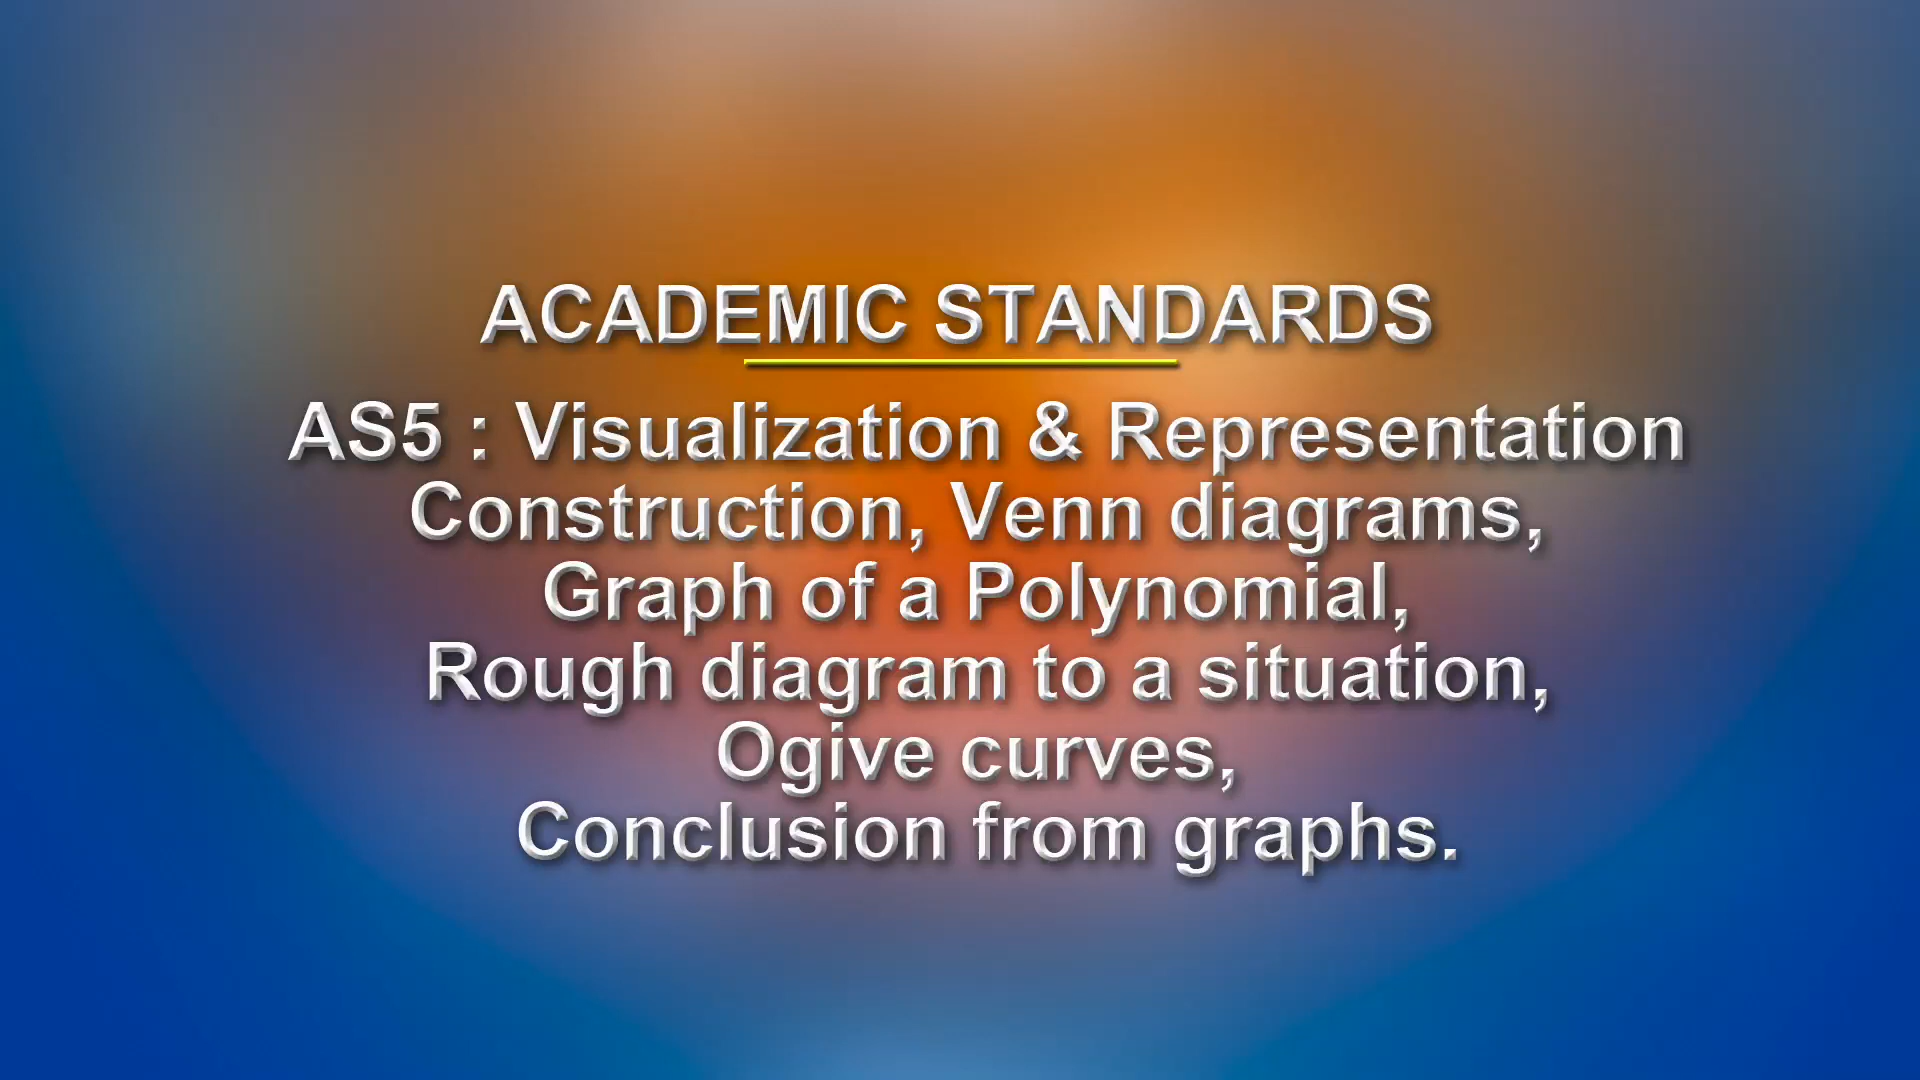 ACADEMIC STANDARDS
AS5 : Visualization & Representation
Construction, Venn diagrams,
Graph of a Polynomial,
Rough diagram to a situation,
Ogive curves,
Conclusion from graphs.